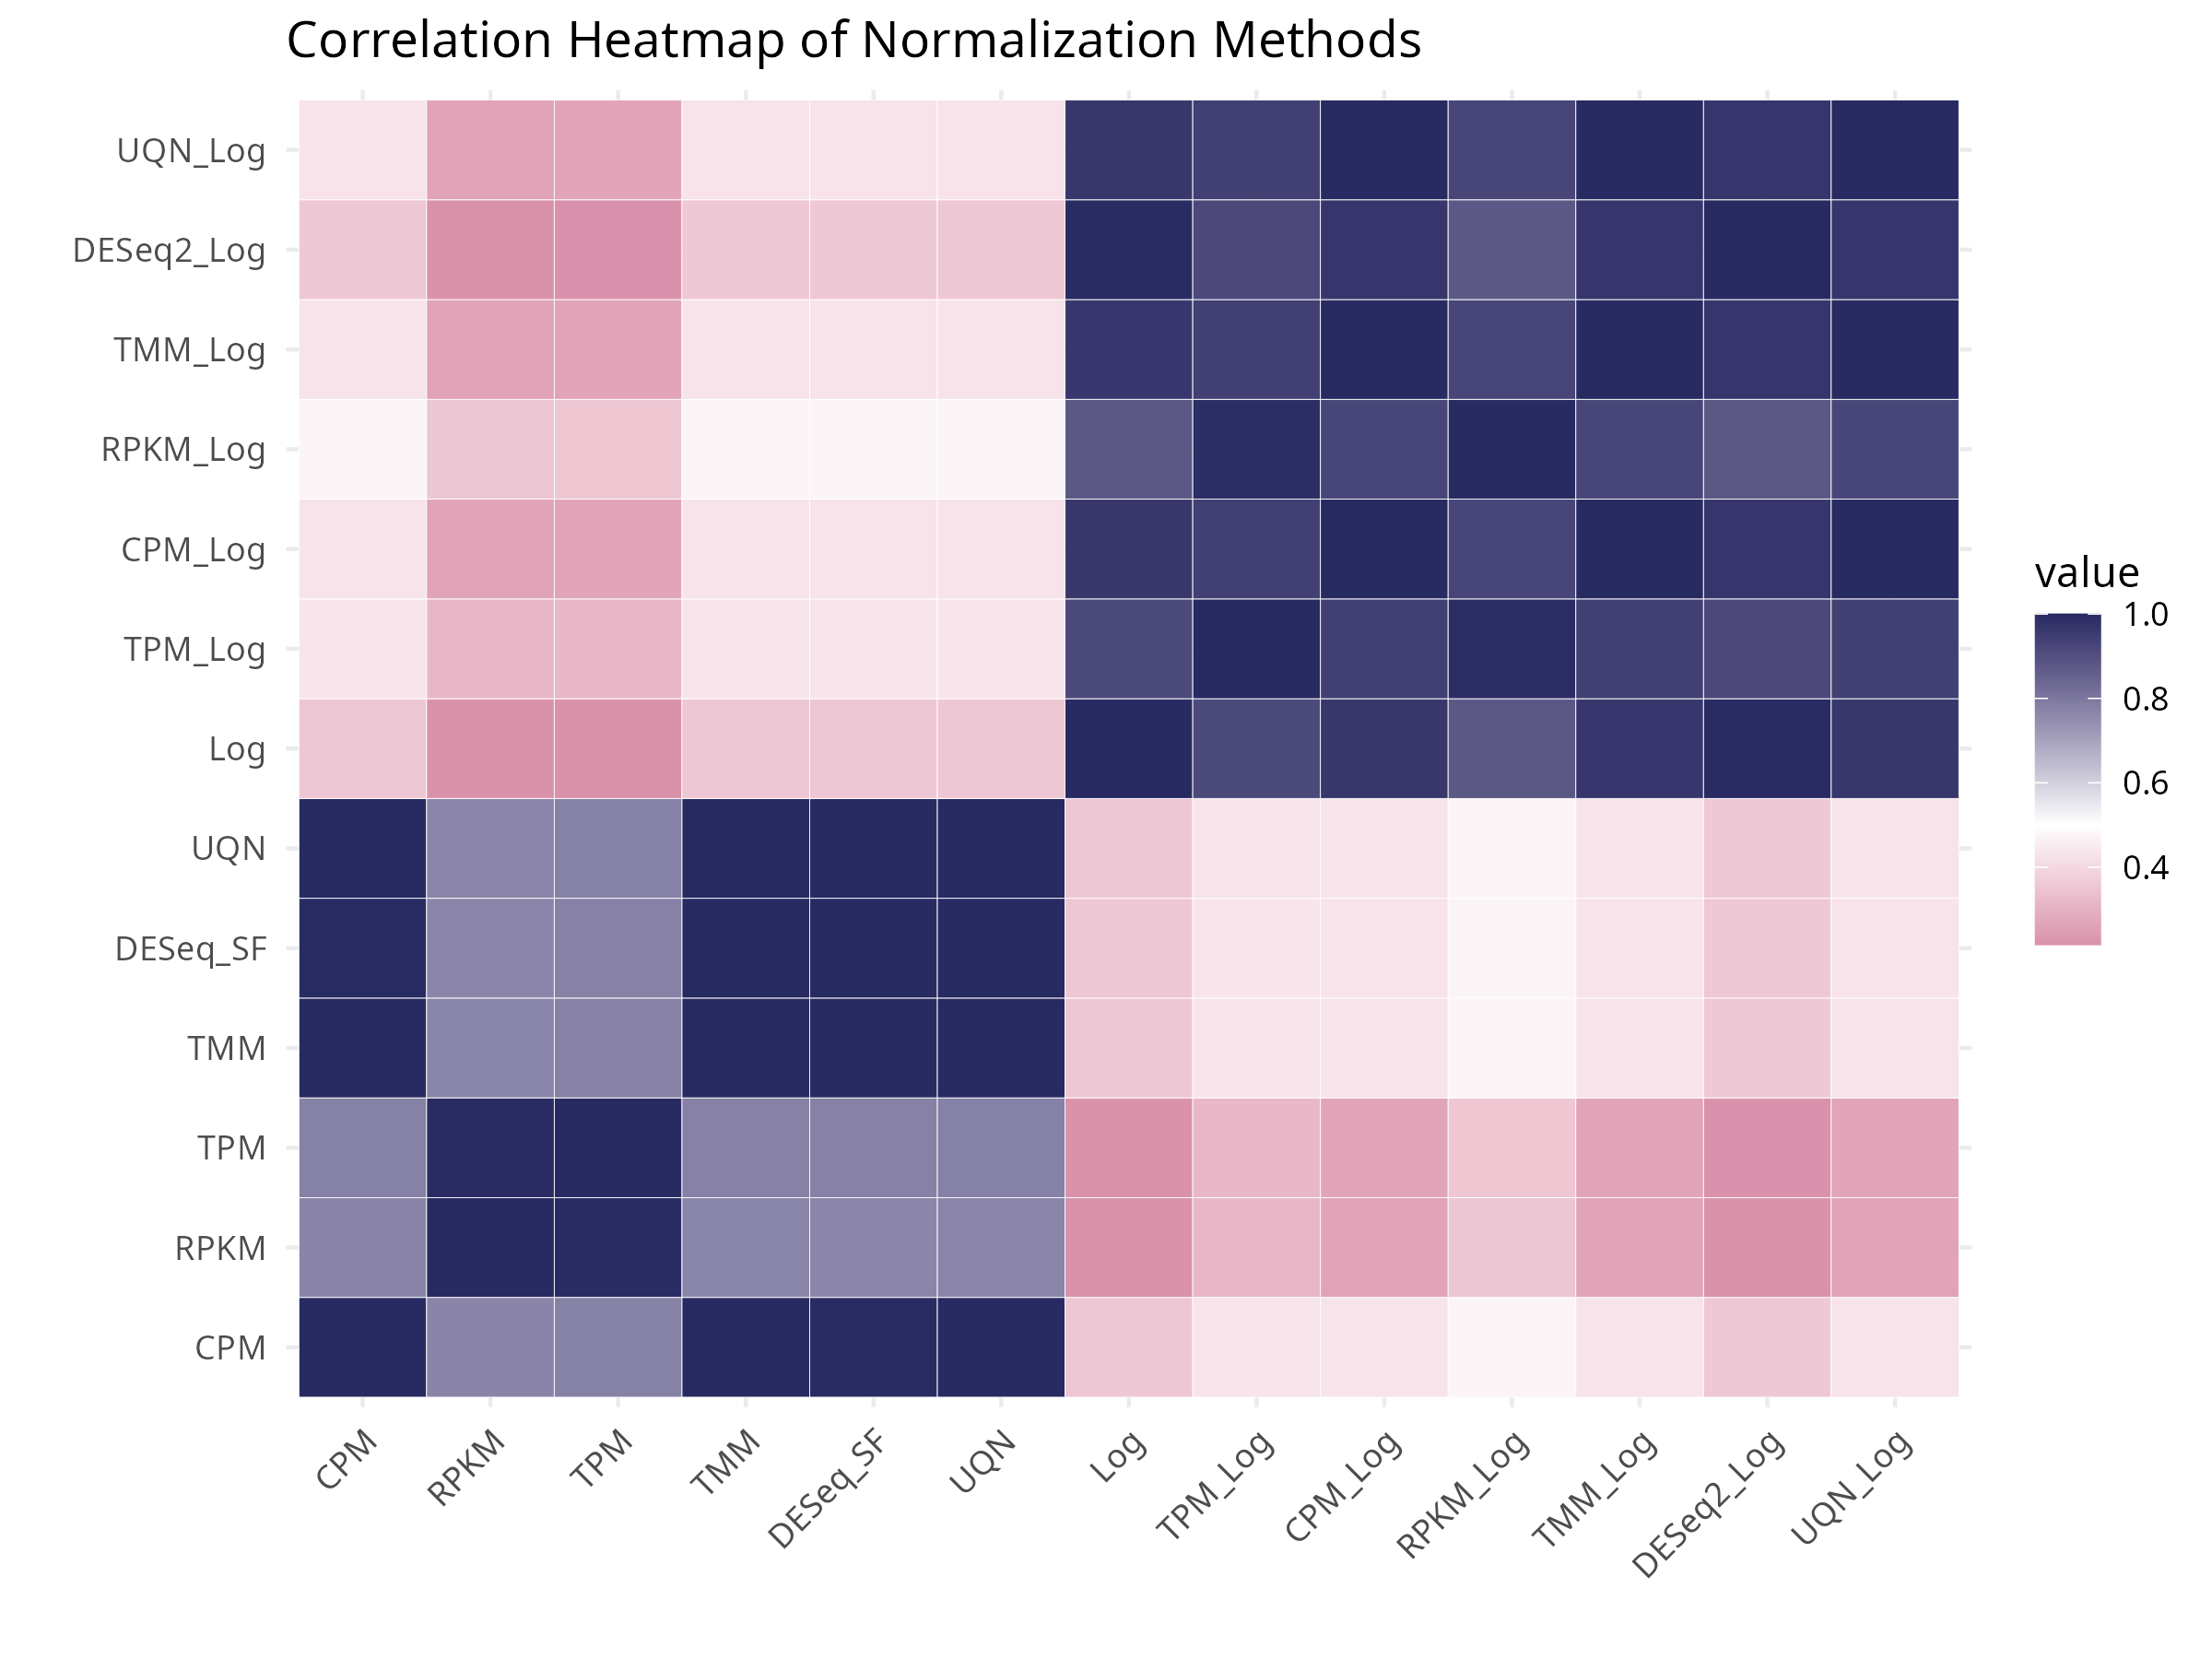 Correlation Heatmap of Normalization Methods
UQN_Log
DESeq2_Log
TMM_Log
RPKM_Log
CPM_Log
TPM_Log
Log
UQN
DESeq_SF
TMM
TPM
RPKM
CPM
CPM
RPKM
TPM
TMM
DESeq_SF
UQN
Log
TPM_Log
CPM_Log
RPKM_Log
TMM_Log
DESeq2_Log
UQN_Log
value
1.0
0.8
0.6
0.4